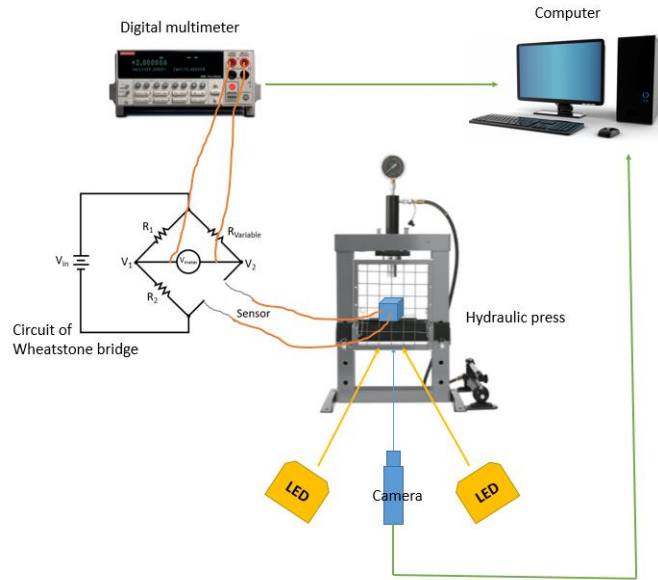 Digital multimeter
Computer
R1
RVariable
Vin
V1
Vmeter
V2
R2
Sensor
Circuit of
Wheatstone bridge
Hydraulic press
LED
Camera
LED